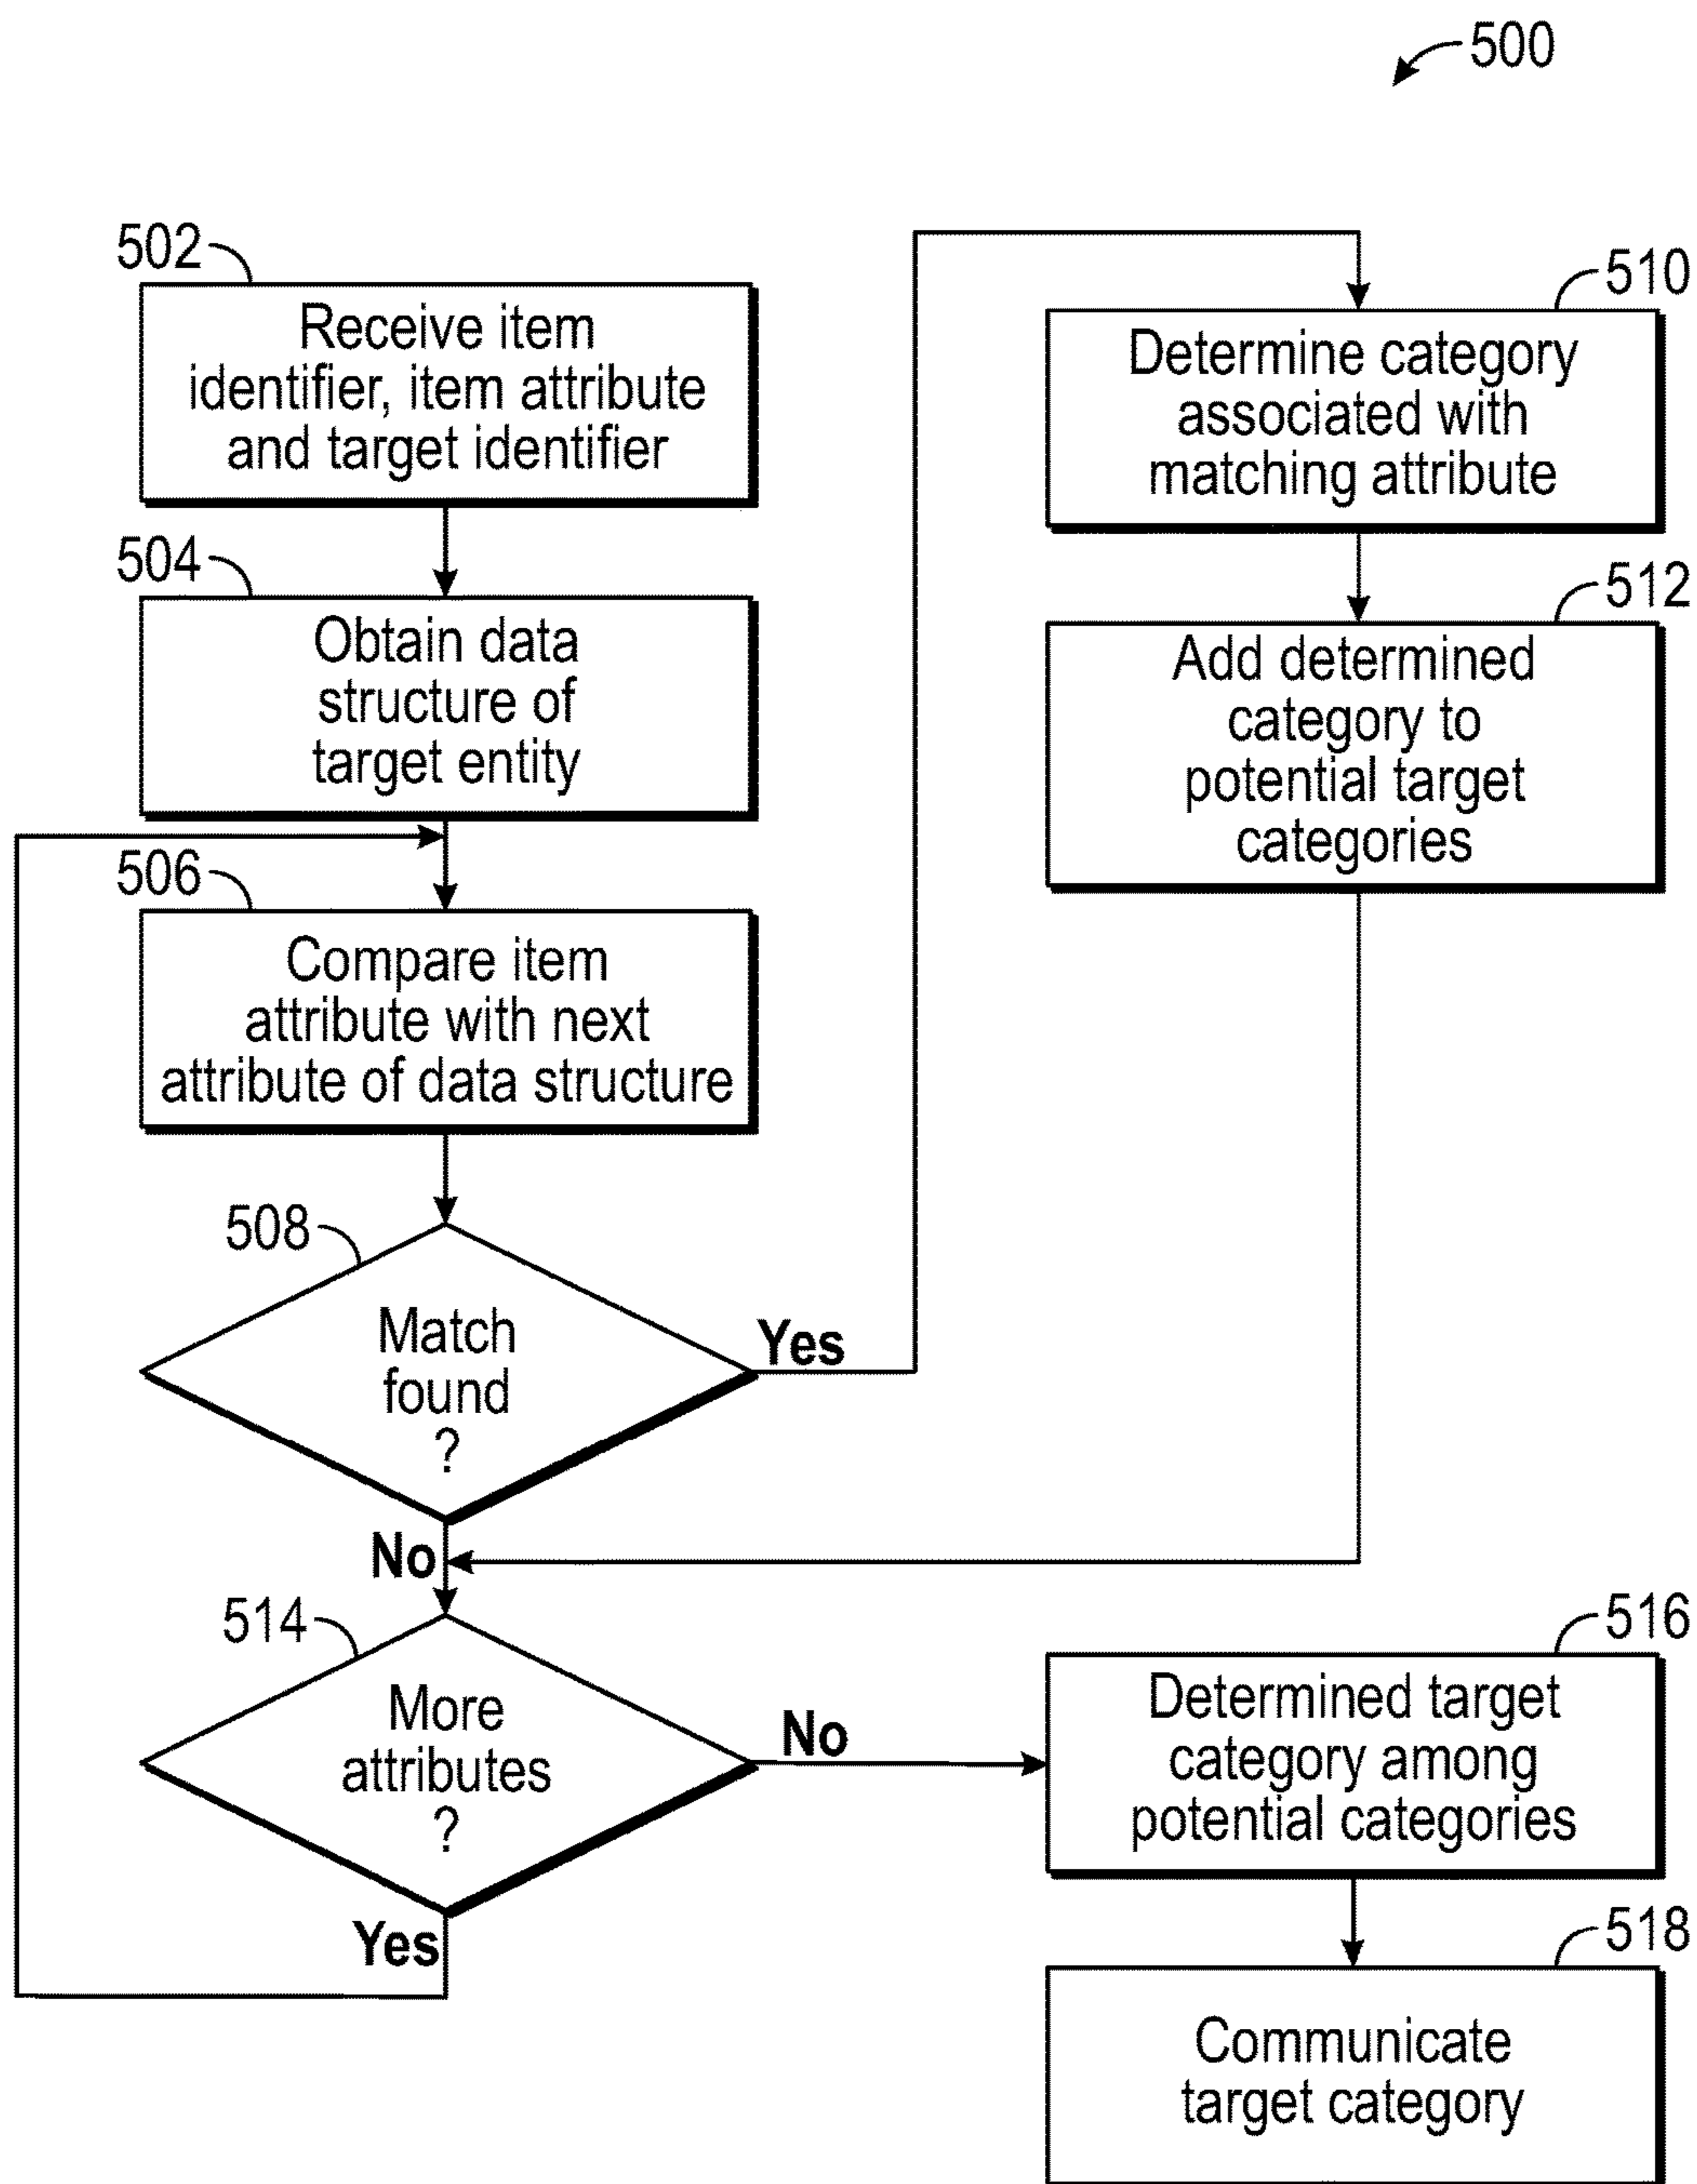 500
502
Receive item
identifier, item attribute
and target identifier
504
Obtain data
structure of
target entity
506
Compare item
attribute with next
attribute of data structure
508
Match
found
?
Yes
No
510
Determine category
associated with
matching attribute
512
Add determined
category to
potential target
categories
514
More
attributes
?
No
Yes
516
Determined target
category among
potential categories
518
Communicate
target category